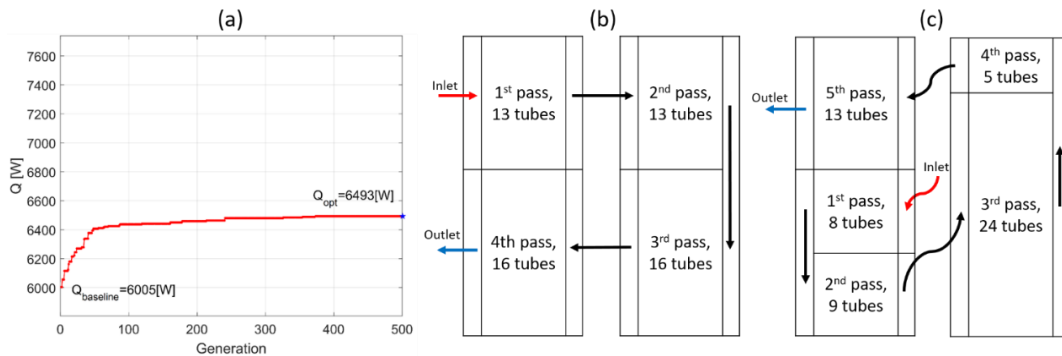 (a)
7600
7400
7200
7000
6800
6600
6400
6200
6000
Q [W]
Q_opt=6493[W]
Q_baseline=6005[W]
0
100
200
300
400
500
Generation
(b)
Inlet
1st pass,
13 tubes
2nd pass,
13 tubes
Outlet
4th pass,
16 tubes
3rd pass,
16 tubes
(c)
4th pass,
5 tubes
Outlet
5th pass,
13 tubes
Inlet
1st pass,
8 tubes
3rd pass,
24 tubes
2nd pass,
9 tubes